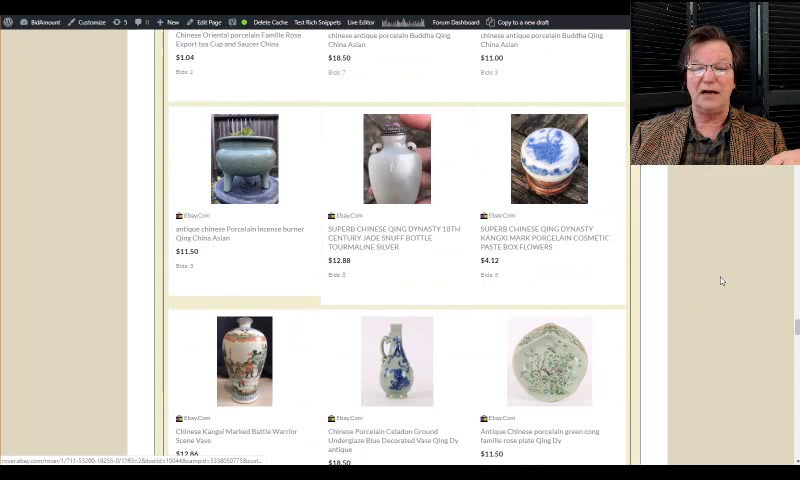 BidAmount
Customize
5
0
New
Edit Page
Delete Cache
Test Rich Snippets
Live Editor
Forum Dashboard
Copy to a new draft
Chinese Oriental porcelain Famille Rose
Export tea Cup and Saucer China
$1.04
Bids: 2
chinese antique porcelain Buddha Qing
China Asian
$18.50
Bids: 7
chinese antique porcelain Buddha Qing
China Asian
$11.00
Bids: 3
Ebay.Com
antique chinese Porcelain incense burner
Qing China Asian
$11.50
Bids: 3
Ebay.Com
SUPERB CHINESE QING DYNASTY 18TH
CENTURY JADE SNUFF BOTTLE
TOURMALINE SILVER
$12.88
Bids: 8
Ebay.Com
SUPERB CHINESE QING DYNASTY
KANGXI MARK PORCELAIN COSMETIC
PASTE BOX FLOWERS
$4.12
Bids: 9
Ebay.Com
Chinese Kangxi Marked Battle Warrior
Scene Vase
$12.86
Ebay.Com
Chinese Porcelain Celadon Ground
Underglaze Blue Decorated Vase Qing Dy
antique
$18.50
Ebay.Com
Antique Chinese porcelain green cong
famille rose plate Qing Dy
$11.50